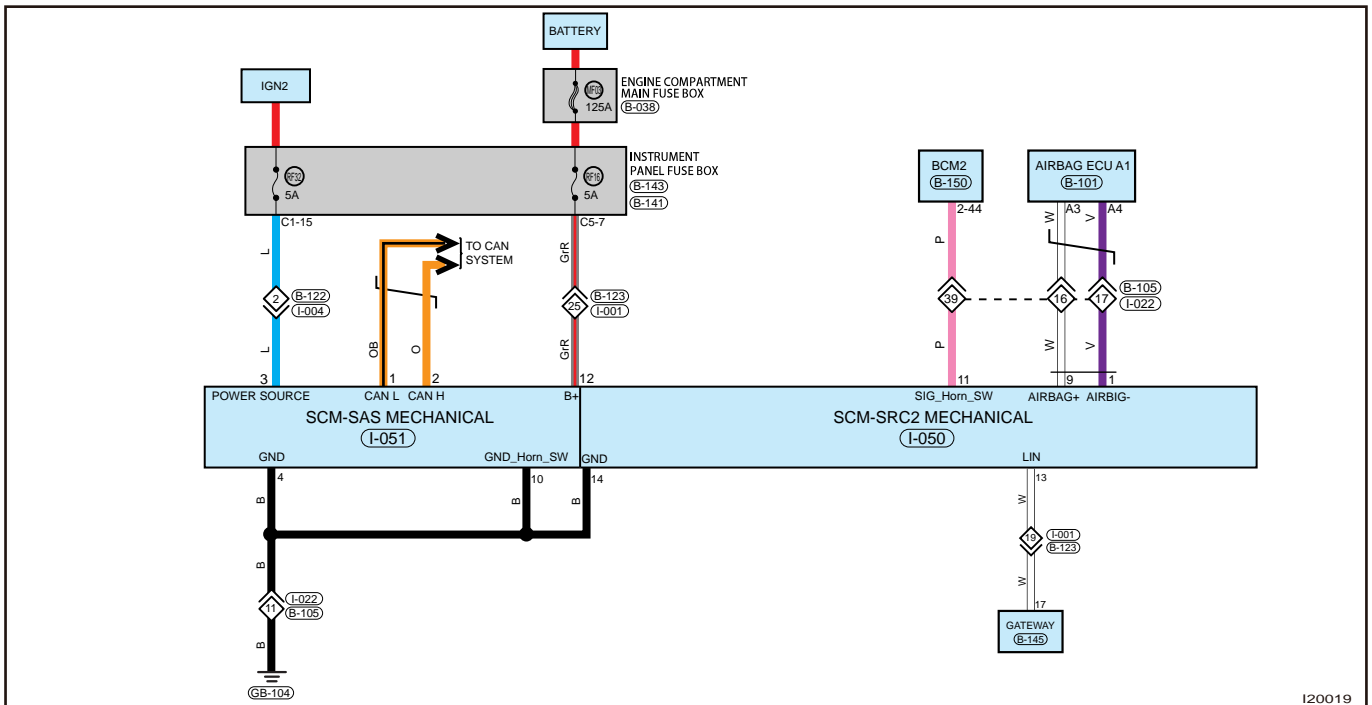 BATTERY
IGN2
MF03
125A
ENGINE COMPARTMENT
MAIN FUSE BOX
B-038
RF32
5A
RF16
5A
INSTRUMENT
PANEL FUSE BOX
B-143
B-141
BCM2
B-150
AIRBAG ECU A1
B-101
C1-15
C5-7
2-44
A3
A4
L
TO CAN
SYSTEM
GrR
P
W
V
2
B-122
I-004
25
B-123
I-001
39
16
17
B-105
I-022
L
OB
O
GrR
P
W
V
3
1
2
12
11
9
1
POWER SOURCE
CAN L
CAN H
B+
SIG_Horn_SW
AIRBAG+
AIRBIG-
SCM-SAS MECHANICAL
I-051
SCM-SRC2 MECHANICAL
I-050
GND
GND_Horn_SW
GND
LIN
4
10
14
13
B
B
B
W
19
I-001
B-123
B
W
11
I-022
B-105
17
GATEWAY
B-145
B
GB-104
I20019